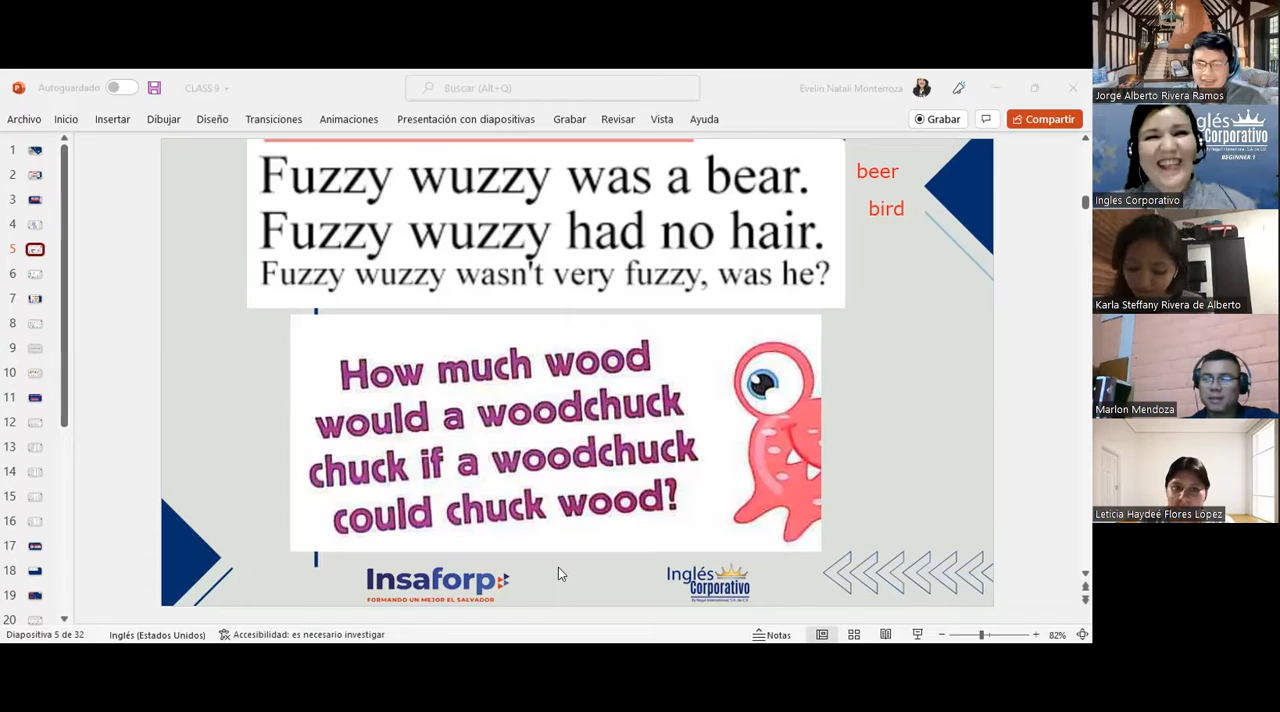 Autoguardado
CLASS 9
Buscar (Alt+Q)
Evelin Natali Monterroza
Archivo Inicio Insertar Dibujar Diseño Transiciones Animaciones Presentación con diapositivas Grabar Revisar Vista Ayuda
Grabar
Compartir
1
2
3
4
5
6
7
8
9
10
11
12
13
14
15
16
17
18
19
20
Fuzzy wuzzy was a bear.
Fuzzy wuzzy had no hair.
Fuzzy wuzzy wasn't very fuzzy, was he?
beer
bird
How much wood
would a woodchuck
chuck if a woodchuck
could chuck wood?
Insaforp
FORMANDO UN MEJOR EL SALVADOR
Inglés
Corporativo
Diapositiva 5 de 32 Inglés (Estados Unidos) Accesibilidad: es necesario investigar
Notas
82%
Jorge Alberto Rivera Ramos
glés
Corporativo
BEGINNER 1
Ingles Corporativo
Karla Steffany Rivera de Alberto
Marlon Mendoza
Leticia Haydeé Flores López